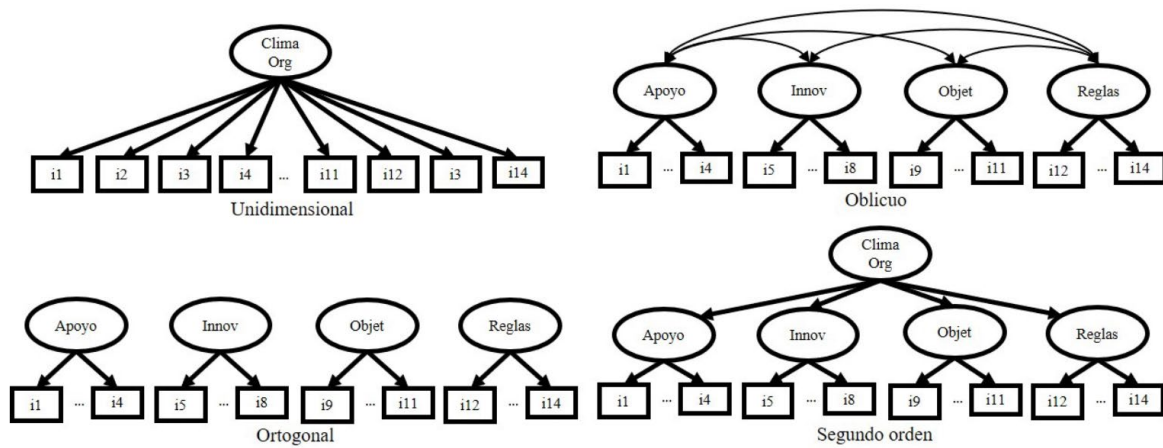 Clima
Org
i1 i2 i3 i4 ... i11 i12 i3 i14
Unidimensional
Apoyo Innov Objet Reglas
i1 ... i4 i5 ... i8 i9 ... i11 i12 ... i14
Oblicuo
Apoyo Innov Objet Reglas
i1 ... i4 i5 ... i8 i9 ... i11 i12 ... i14
Ortogonal
Clima
Org
Apoyo Innov Objet Reglas
i1 ... i4 i5 ... i8 i9 ... i11 i12 ... i14
Segundo orden